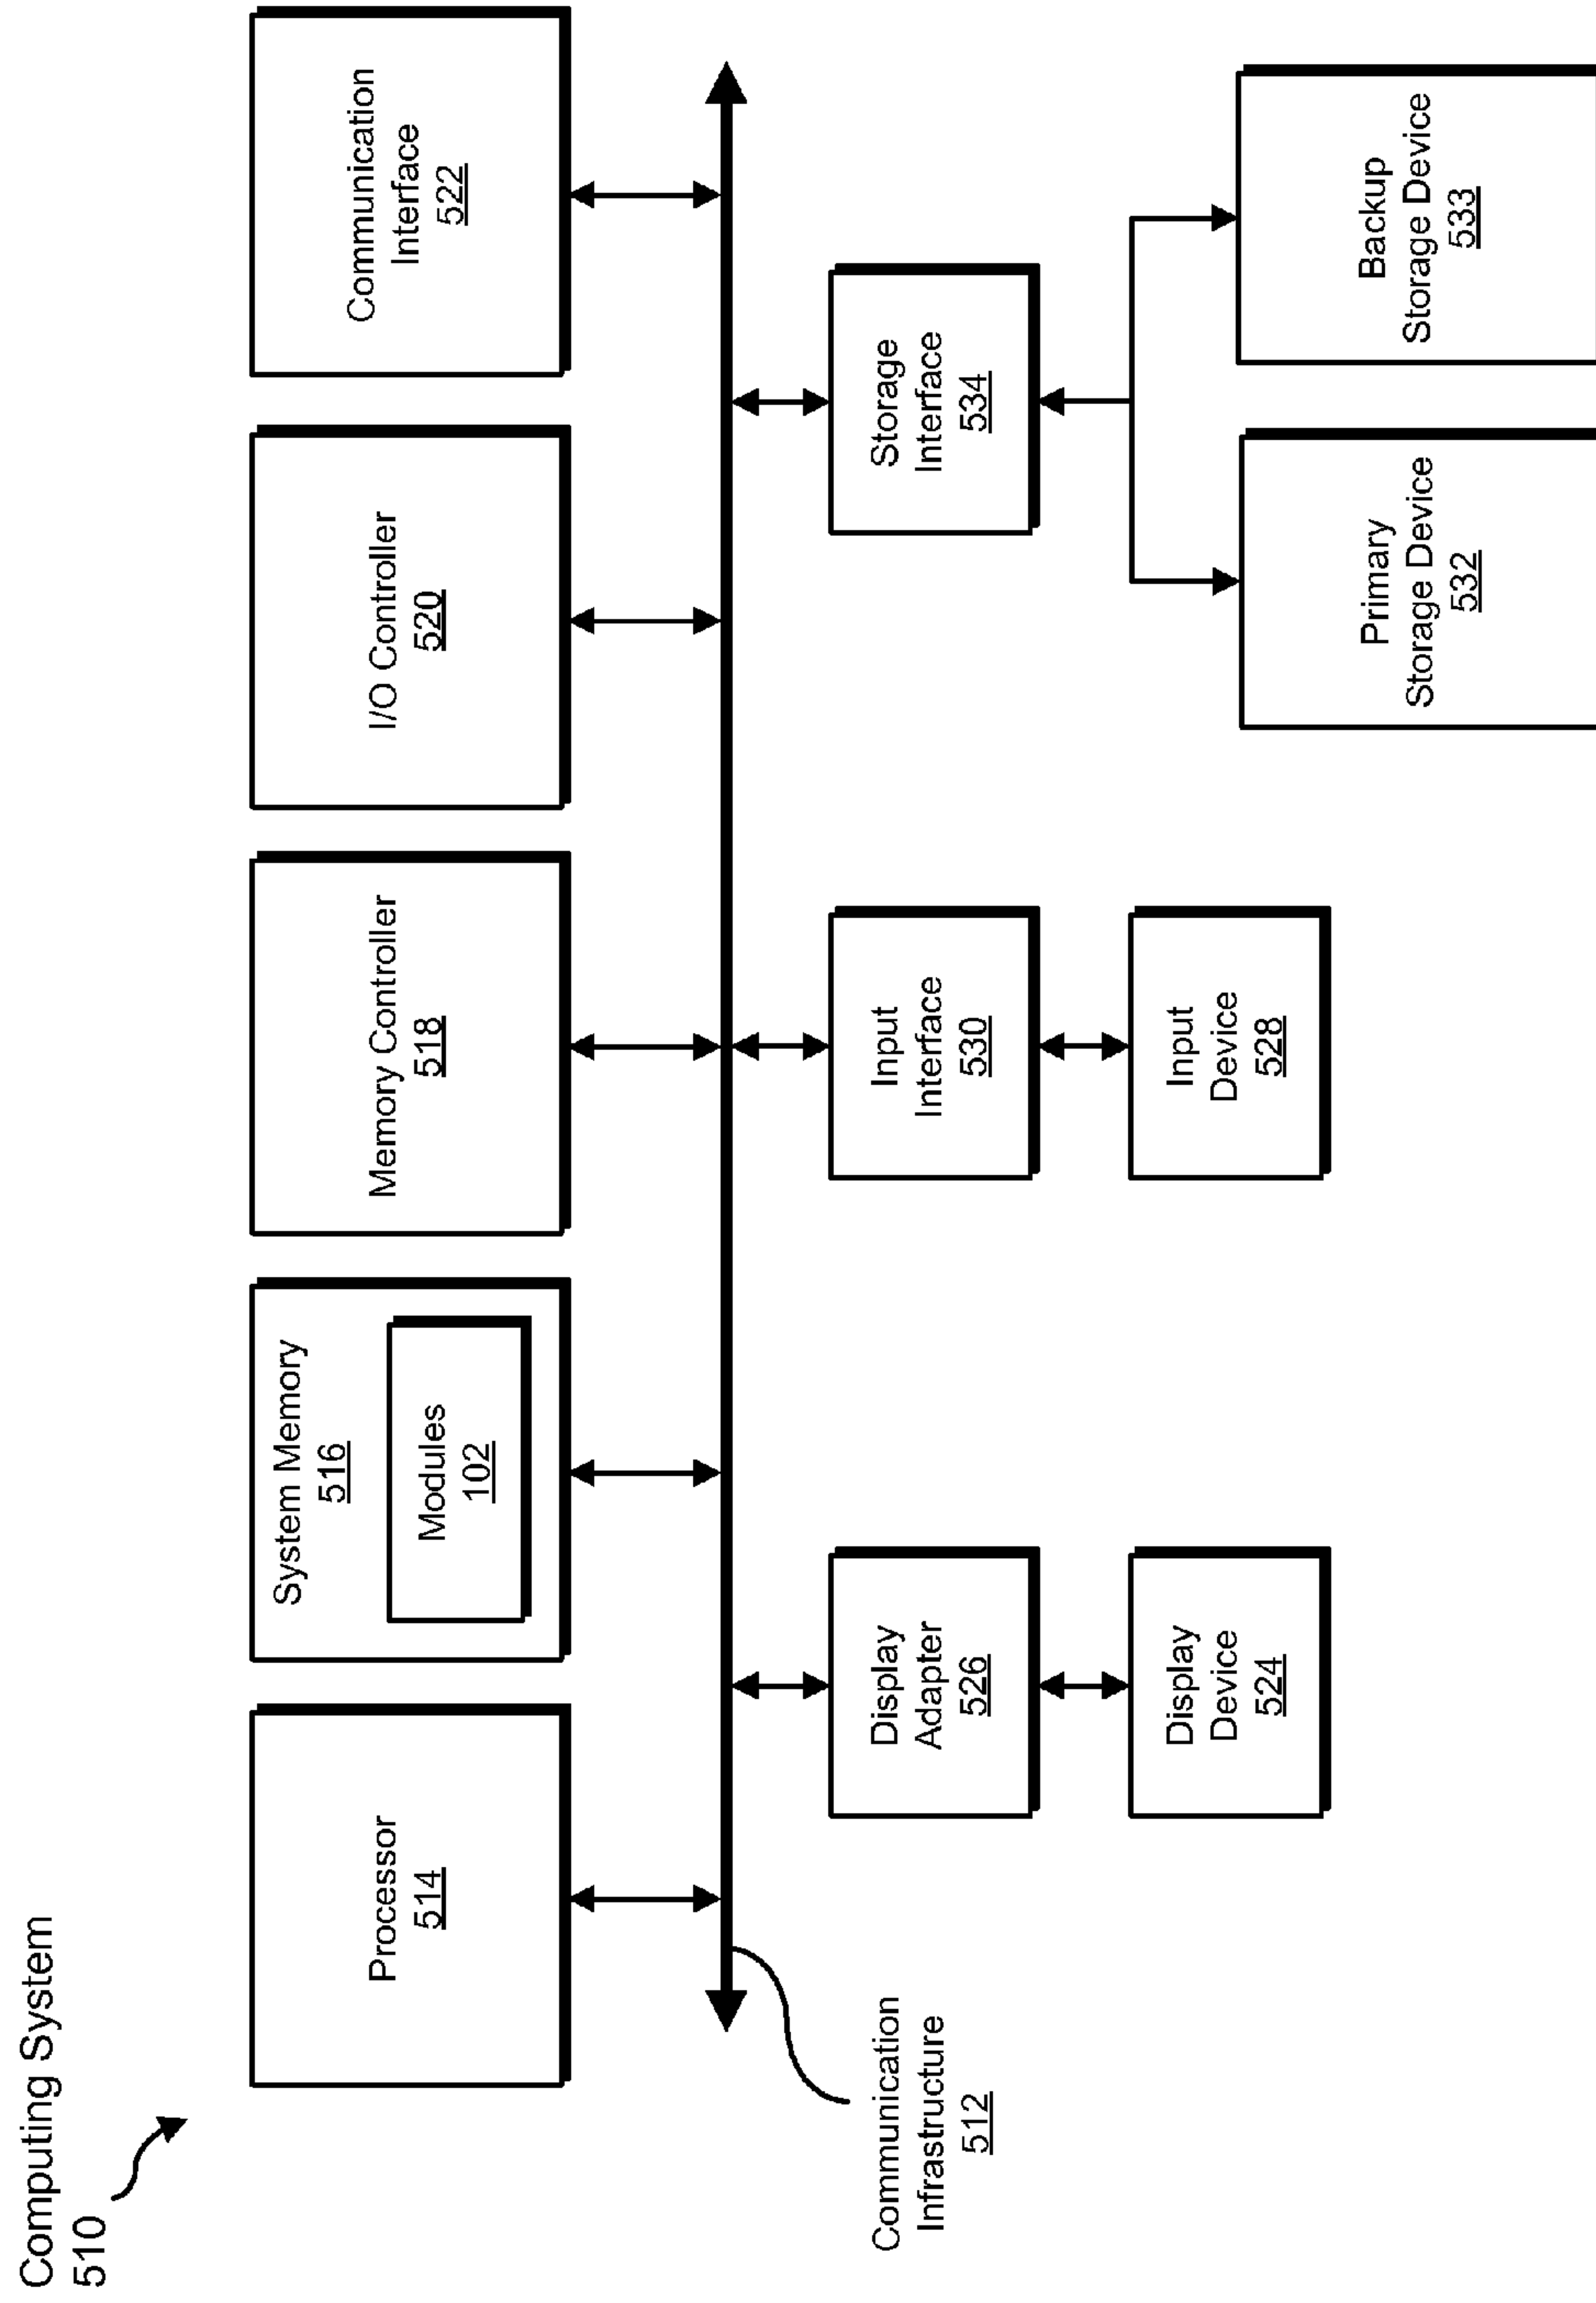 Computing System
510
Processor
514
System Memory
516
Modules
102
Memory Controller
518
I/O Controller
520
Communication
Interface
522
Communication
Infrastructure
512
Display
Adapter
526
Input
Interface
530
Storage
Interface
534
Display
Device
524
Input
Device
528
Primary
Storage Device
532
Backup
Storage Device
533